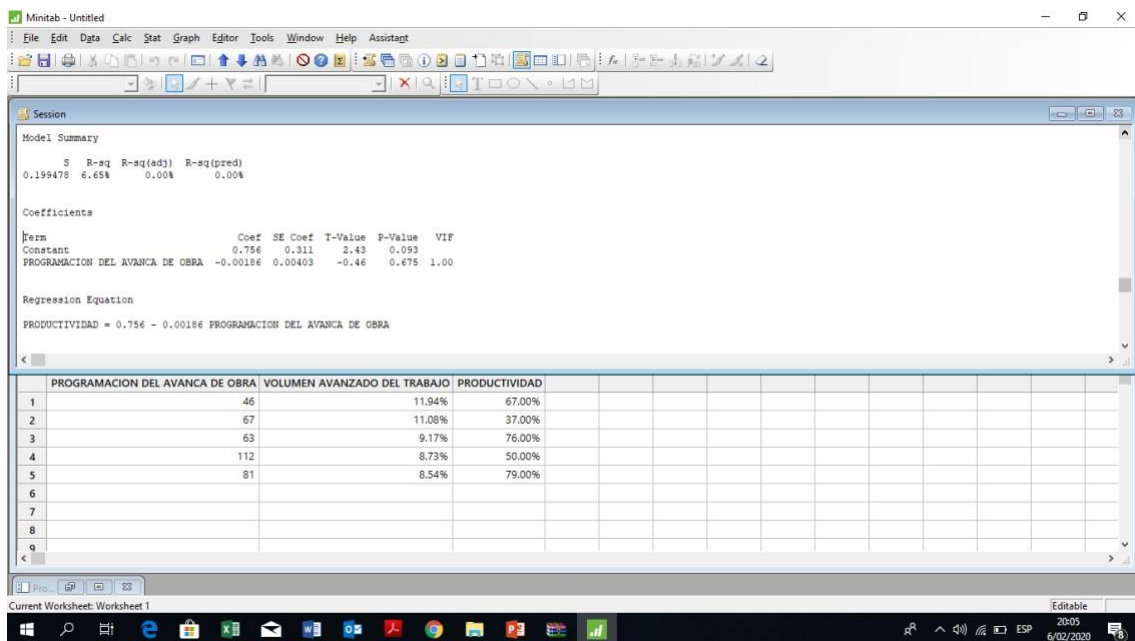 Minitab - Untitled
File Edit Data Calc Stat Graph Editor Tools Window Help Assistant
Session
Model Summary
S R-sq R-sq(adj) R-sq(pred)
0.199478 6.65% 0.00% 0.00%
Coefficients
Term Coef SE Coef T-Value P-Value VIF
Constant 0.756 0.311 2.43 0.093
PROGRAMACION DEL AVANCA DE OBRA -0.00186 0.00403 -0.46 0.675 1.00
Regression Equation
PRODUCTIVIDAD = 0.756 - 0.00186 PROGRAMACION DEL AVANCA DE OBRA
PROGRAMACION DEL AVANCA DE OBRA VOLUMEN AVANZADO DEL TRABAJO PRODUCTIVIDAD
1 46 11.94% 67.00%
2 67 11.08% 37.00%
3 63 9.17% 76.00%
4 112 8.73% 50.00%
5 81 8.54% 79.00%
6
7
8
9
Pro...
Current Worksheet: Worksheet 1 Editable
ESP 20:05
6/02/2020